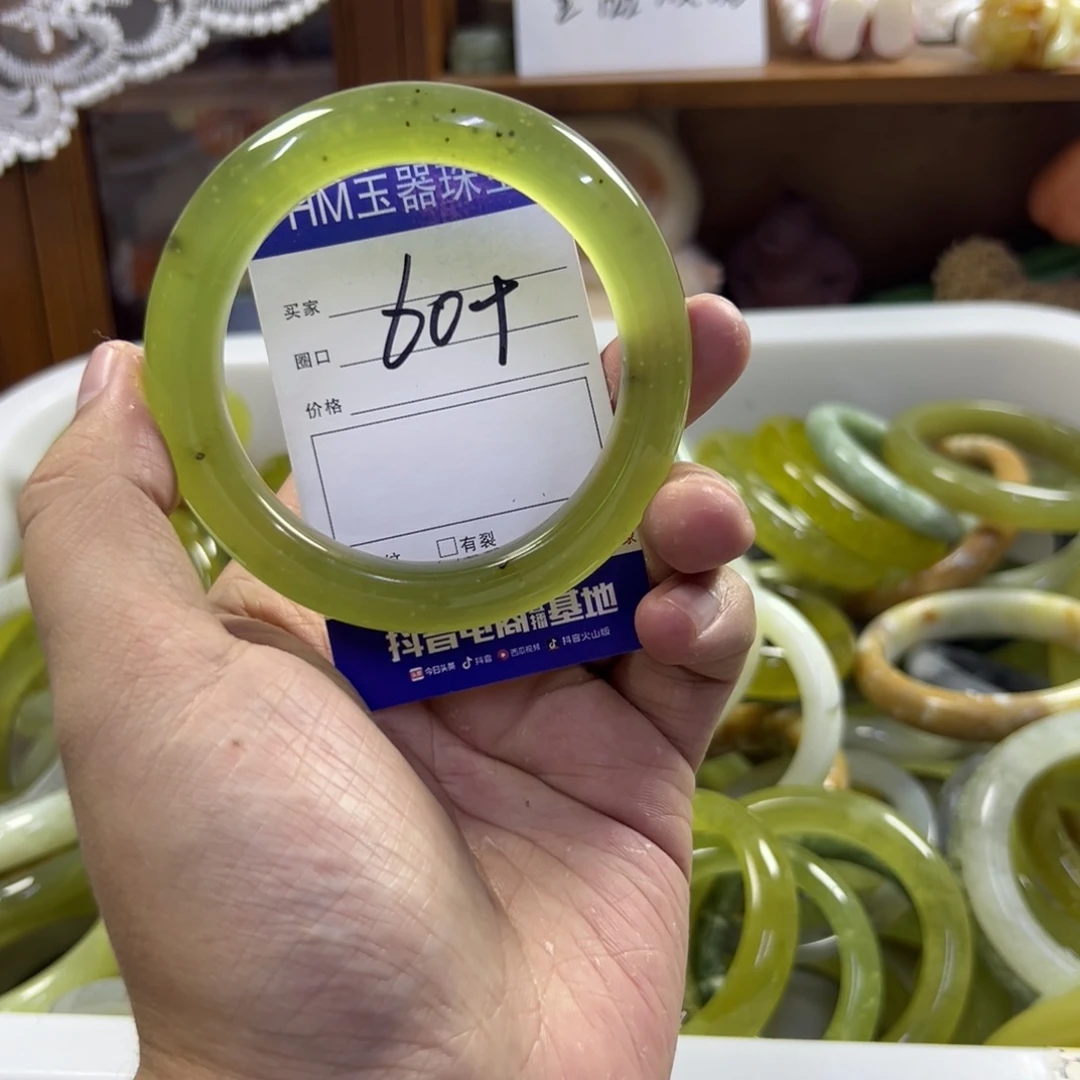 HM玉器珠
买家
60+
圈口
价格
□有裂
抖音电商直播基地
今日头条 抖音 西瓜视频 抖音火山版